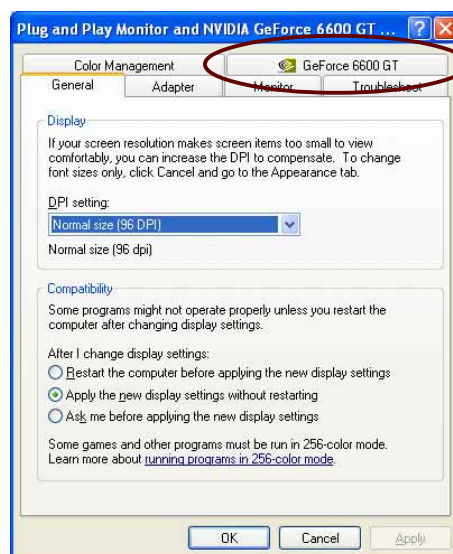 Plug and Play Monitor and NVIDIA GeForce 6600 GT ...
Color Management
GeForce 6600 GT
General
Adapter
Monitor
Troubleshoot
Display
If your screen resolution makes screen items too small to view
comfortably, you can increase the DPI to compensate. To change
font sizes only, click Cancel and go to the Appearance tab.
DPI setting:
Normal size (96 DPI)
Normal size (96 dpi)
Compatibility
Some programs might not operate properly unless you restart the
computer after changing display settings.
After I change display settings:
Restart the computer before applying the new display settings
Apply the new display settings without restarting
Ask me before applying the new display settings
Some games and other programs must be run in 256-color mode.
Learn more about running programs in 256-color mode.
OK
Cancel
Apply